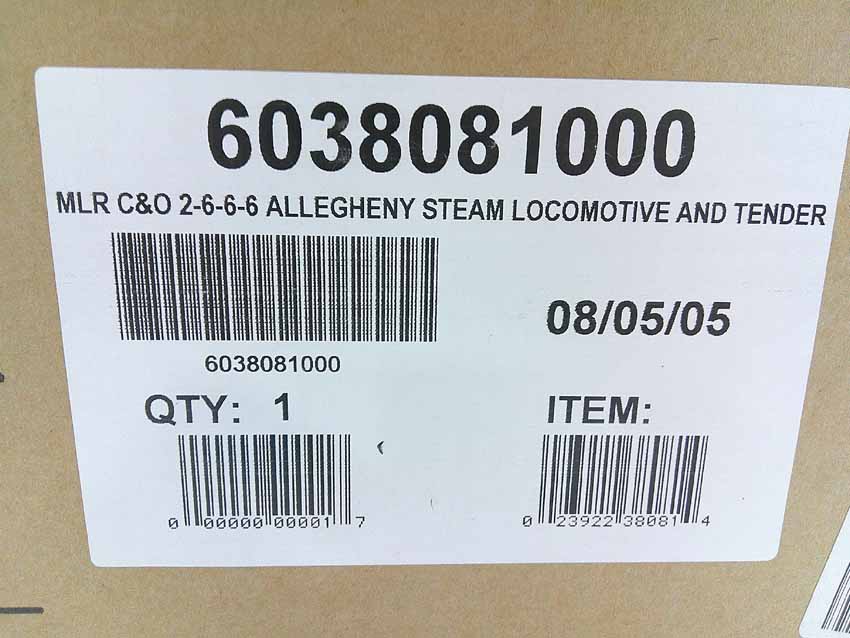 6038081000
MLR C&O 2-6-6-6 ALLEGHENY STEAM LOCOMOTIVE AND TENDER
6038081000
08/05/05
QTY: 1
ITEM:
0 00000 00001 7
0 23922 38081 4